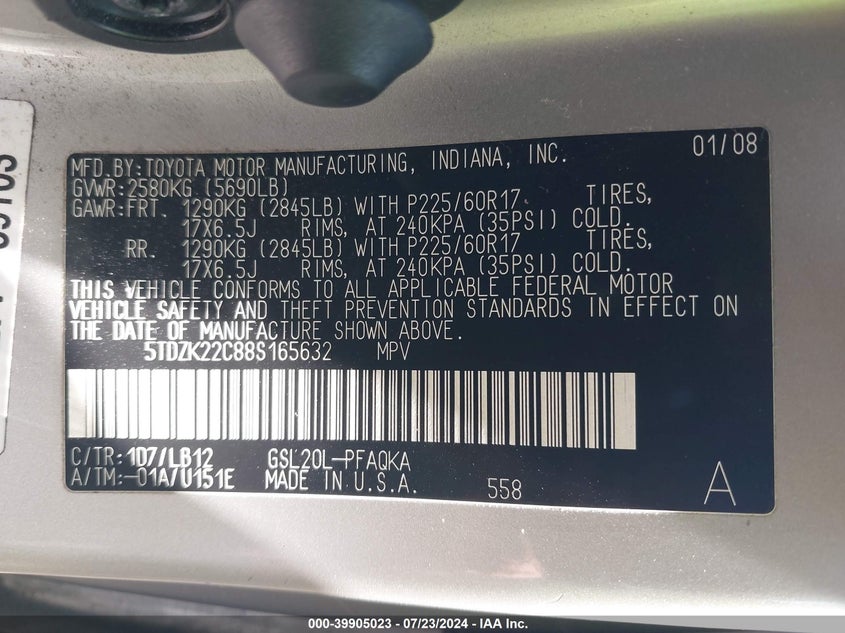 MFD.BY:TOYOTA MOTOR MANUFACTURING, INDIANA, INC. 01/08
GVWR:2580KG (5690LB)
GAWR:FRT. 1290KG (2845LB) WITH P225/60R17 TIRES,
17X6.5J RIMS, AT 240KPA (35PSI) COLD.
RR. 1290KG (2845LB) WITH P225/60R17 TIRES,
17X6.5J RIMS, AT 240KPA (35PSI) COLD.
THIS VEHICLE CONFORMS TO ALL APPLICABLE FEDERAL MOTOR
VEHICLE SAFETY AND THEFT PREVENTION STANDARDS IN EFFECT ON
THE DATE OF MANUFACTURE SHOWN ABOVE.
5TDZK22C88S165632 MPV
C/TR:1D7/LB12 GSL20L-PFAQKA
A/TM:-01A/U151E MADE IN U.S.A. 558 A
000-39905023 - 07/23/2024 - IAA Inc.